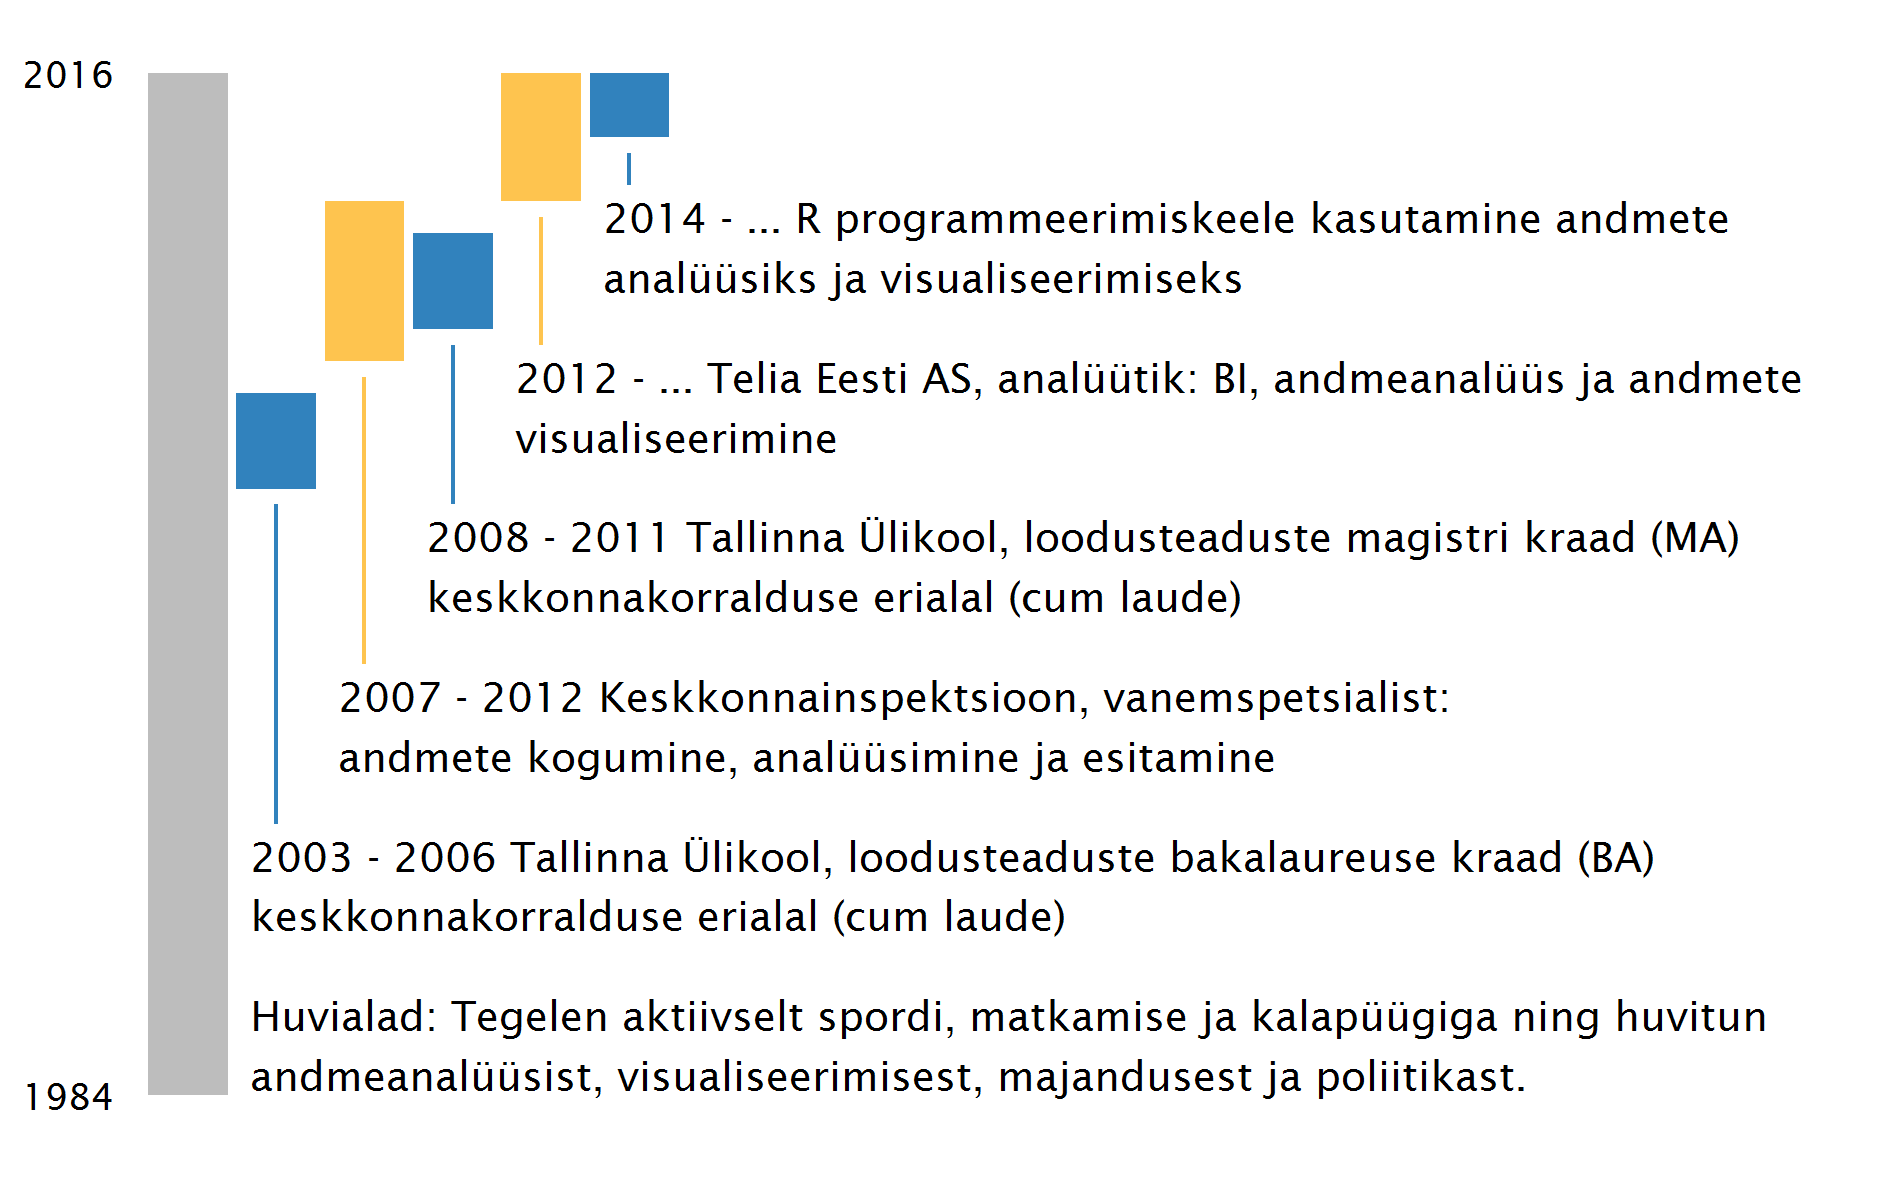 2016
2014 - ... R programmeerimiskeele kasutamine andmete
analüüsiks ja visualiseerimiseks
2012 - ... Telia Eesti AS, analüütik: BI, andmeanalüüs ja andmete
visualiseerimine
2008 - 2011 Tallinna Ülikool, loodusteaduste magistri kraad (MA)
keskkonnakorralduse erialal (cum laude)
2007 - 2012 Keskkonnainspektsioon, vanemspetsialist:
andmete kogumine, analüüsimine ja esitamine
2003 - 2006 Tallinna Ülikool, loodusteaduste bakalaureuse kraad (BA)
keskkonnakorralduse erialal (cum laude)
Huvialad: Tegelen aktiivselt spordi, matkamise ja kalapüügiga ning huvitun
andmeanalüüsist, visualiseerimisest, majandusest ja poliitikast.
1984